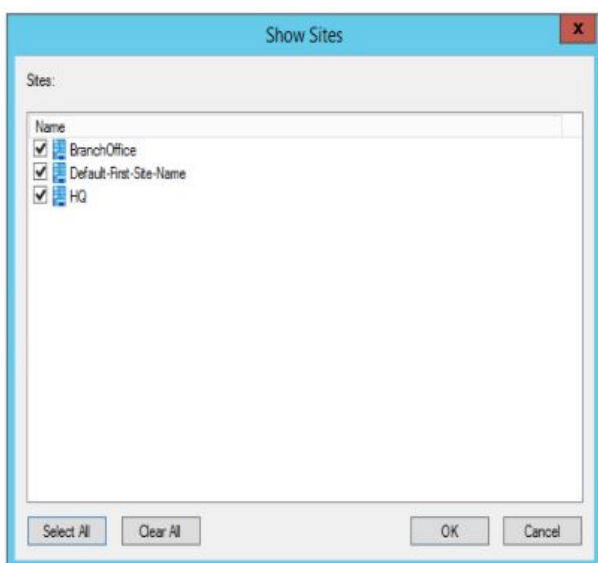 Show Sites
x
Sites:
Name
BranchOffice
Default-First-Site-Name
HQ
Select All
Clear All
OK
Cancel